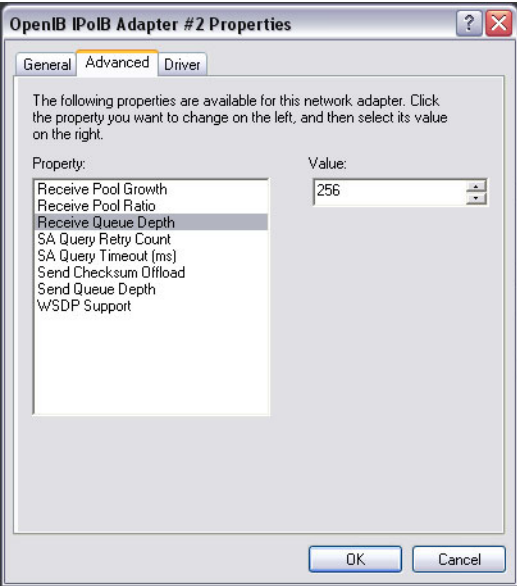 OpenIB IPoIB Adapter #2 Properties
?
General Advanced Driver
The following properties are available for this network adapter. Click
the property you want to change on the left, and then select its value
on the right.
Property: Value:
256
Receive Pool Growth
Receive Pool Ratio
Receive Queue Depth
SA Query Retry Count
SA Query Timeout (ms)
Send Checksum Offload
Send Queue Depth
WSDP Support
OK Cancel